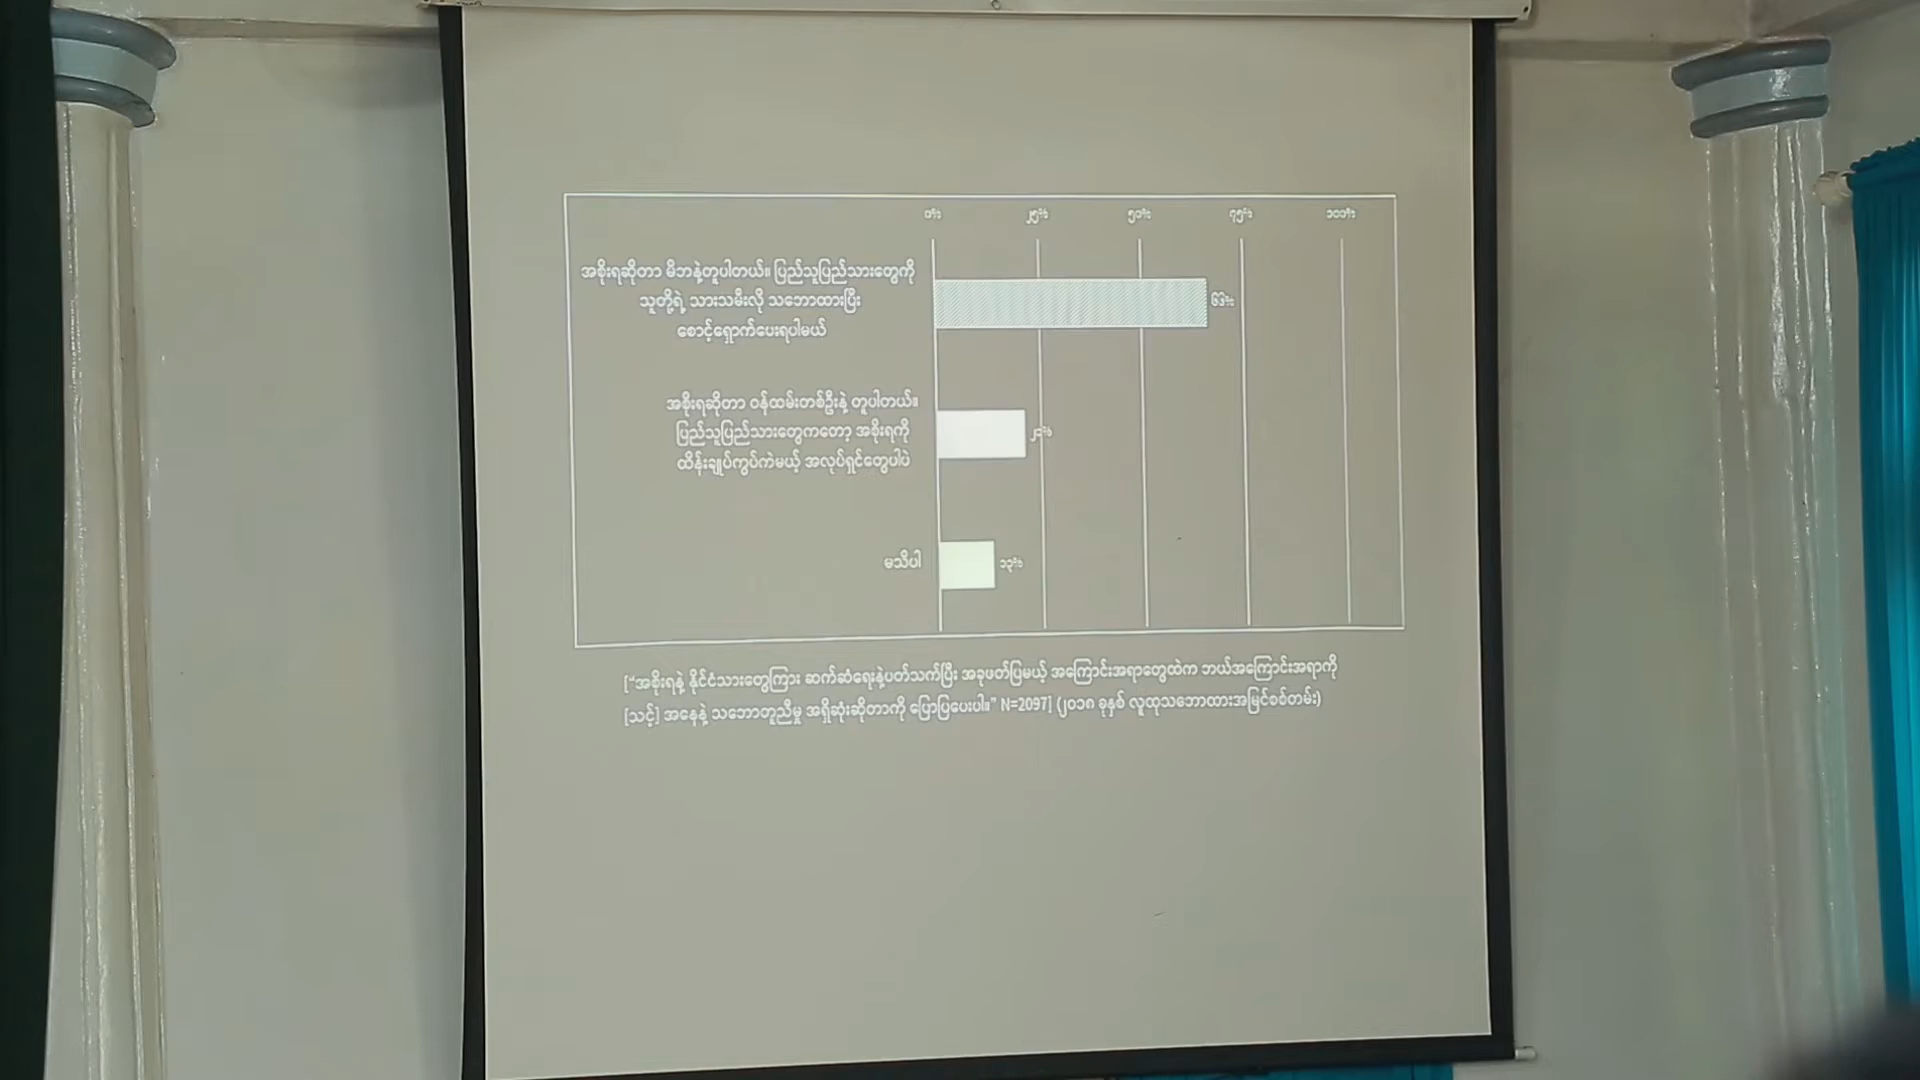 ၀% ၂၅% ၅၀% ၇၅% ၁၀၀%
အစိုးရဆိုတာ မိဘနဲ့တူပါတယ်။ ပြည်သူပြည်သားတွေကို
သူတို့ရဲ့ သားသမီးလို သဘောထားပြီး
စောင့်ရှောက်ပေးရပါမယ်
အစိုးရဆိုတာ ဝန်ထမ်းတစ်ဦးနဲ့ တူပါတယ်။
ပြည်သူပြည်သားတွေကတော့ အစိုးရကို
ထိန်းချုပ်ကွပ်ကဲမယ့် အလုပ်ရှင်တွေပါပဲ
မသိပါ
၁၃%
["အစိုးရနဲ့ နိုင်ငံသားတွေကြား ဆက်ဆံရေးနဲ့ပတ်သက်ပြီး အခုဖတ်ပြမယ့် အကြောင်းအရာတွေထဲက ဘယ်အကြောင်းအရာကို
[သင့်] အနေနဲ့ သဘောတူညီမှု အရှိဆုံးဆိုတာကို ပြောပြပေးပါ။" N=2097] (၂၀၁၈ ခုနှစ် လူထုသဘောထားအမြင်စစ်တမ်း)